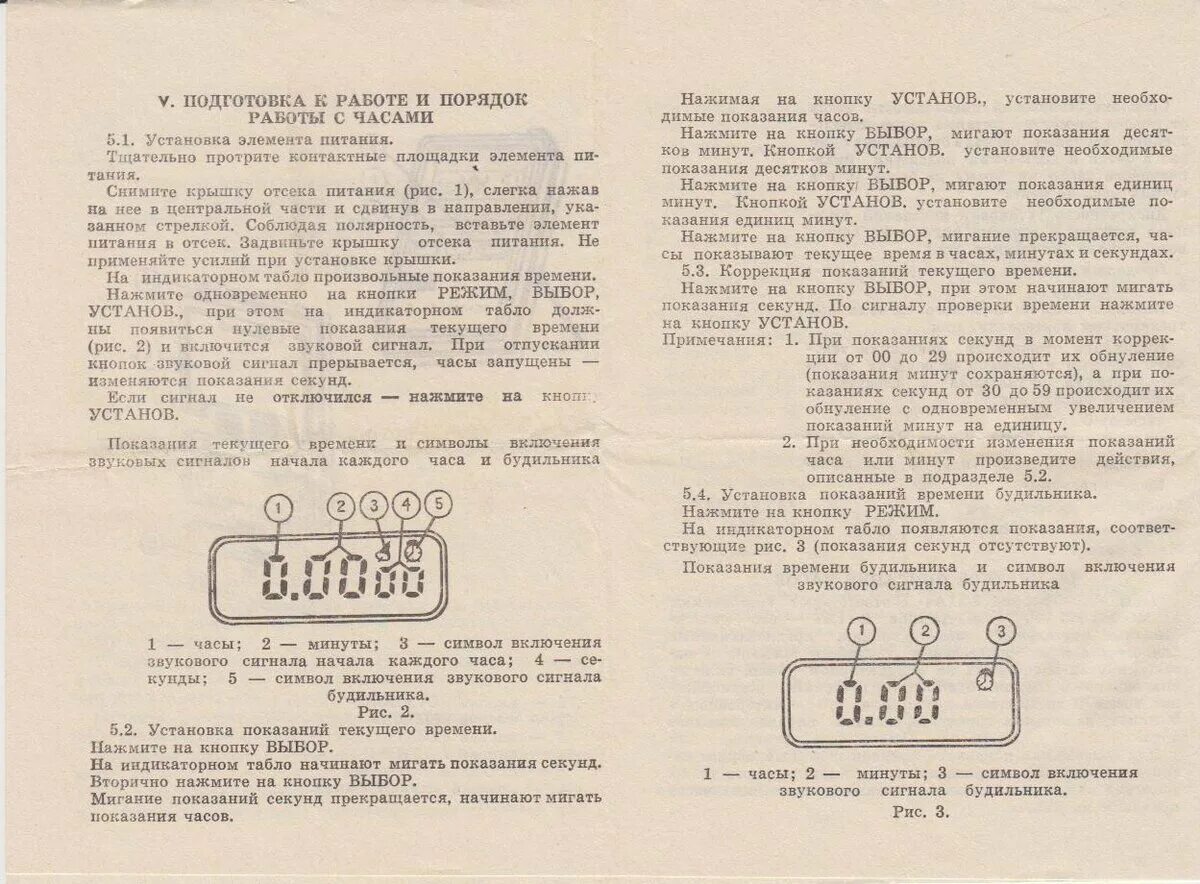 V. ПОДГОТОВКА К РАБОТЕ И ПОРЯДОК
РАБОТЫ С ЧАСАМИ
5.1. Установка элемента питания.
Тщательно протрите контактные площадки элемента пи-
тания.
Снимите крышку отсека питания (рис. 1), слегка нажав
на нее в центральной части и сдвинув в направлении, ука-
занном стрелкой. Соблюдая полярность, вставьте элемент
питания в отсек. Задвиньте крышку отсека питания. Не
применяйте усилий при установке крышки.
На индикаторном табло произвольные показания времени.
Нажмите одновременно на кнопки РЕЖИМ, ВЫБОР,
УСТАНОВ., при этом на индикаторном табло долж-
ны появиться нулевые показания текущего времени
(рис. 2) и включится звуковой сигнал. При отпускании
кнопок звуковой сигнал прерывается, часы запущены —
изменяются показания секунд.
Если сигнал не отключился — нажмите на кнопку
УСТАНОВ.
Показания текущего времени и символы включения
звуковых сигналов начала каждого часа и будильника
1 2 3 4 5
0.00 00
1 — часы; 2 — минуты; 3 — символ включения
звукового сигнала начала каждого часа; 4 — се-
кунды; 5 — символ включения звукового сигнала
будильника.
Рис. 2.
5.2. Установка показаний текущего времени.
Нажмите на кнопку ВЫБОР.
На индикаторном табло начинают мигать показания секунд.
Вторично нажмите на кнопку ВЫБОР.
Мигание показаний секунд прекращается, начинают мигать
показания часов.
Нажимая на кнопку УСТАНОВ., установите необхо-
димые показания часов.
Нажмите на кнопку ВЫБОР, мигают показания десят-
ков минут. Кнопкой УСТАНОВ. установите необходимые
показания десятков минут.
Нажмите на кнопку ВЫБОР, мигают показания единиц
минут. Кнопкой УСТАНОВ. установите необходимые по-
казания единиц минут.
Нажмите на кнопку ВЫБОР, мигание прекращается, ча-
сы показывают текущее время в часах, минутах и секундах.
5.3. Коррекция показаний текущего времени.
Нажмите на кнопку ВЫБОР, при этом начинают мигать
показания секунд. По сигналу проверки времени нажмите
на кнопку УСТАНОВ.
Примечания: 1. При показаниях секунд в момент коррек-
ции от 00 до 29 происходит их обнуление
(показания минут сохраняются), а при по-
казаниях секунд от 30 до 59 происходит их
обнуление с одновременным увеличением
показаний минут на единицу.
2. При необходимости изменения показаний
часа или минут произведите действия,
описанные в подразделе 5.2.
5.4. Установка показаний времени будильника.
Нажмите на кнопку РЕЖИМ.
На индикаторном табло появляются показания, соответ-
ствующие рис. 3 (показания секунд отсутствуют).
Показания времени будильника и символ включения
звукового сигнала будильника
1 2 3
0.00
1 — часы; 2 — минуты; 3 — символ включения
звукового сигнала будильника.
Рис. 3.